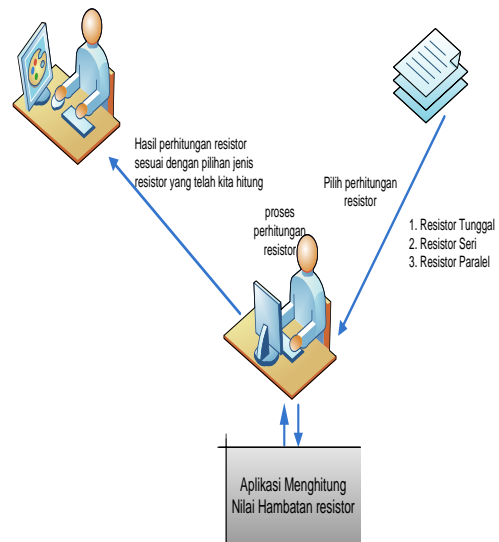 Hasil perhitungan resistor
sesuai dengan pilihan jenis
resistor yang telah kita hitung
Pilih perhitungan
resistor
proses
perhitungan
resistor
1. Resistor Tunggal
2. Resistor Seri
3. Resistor Paralel
Aplikasi Menghitung
Nilai Hambatan resistor